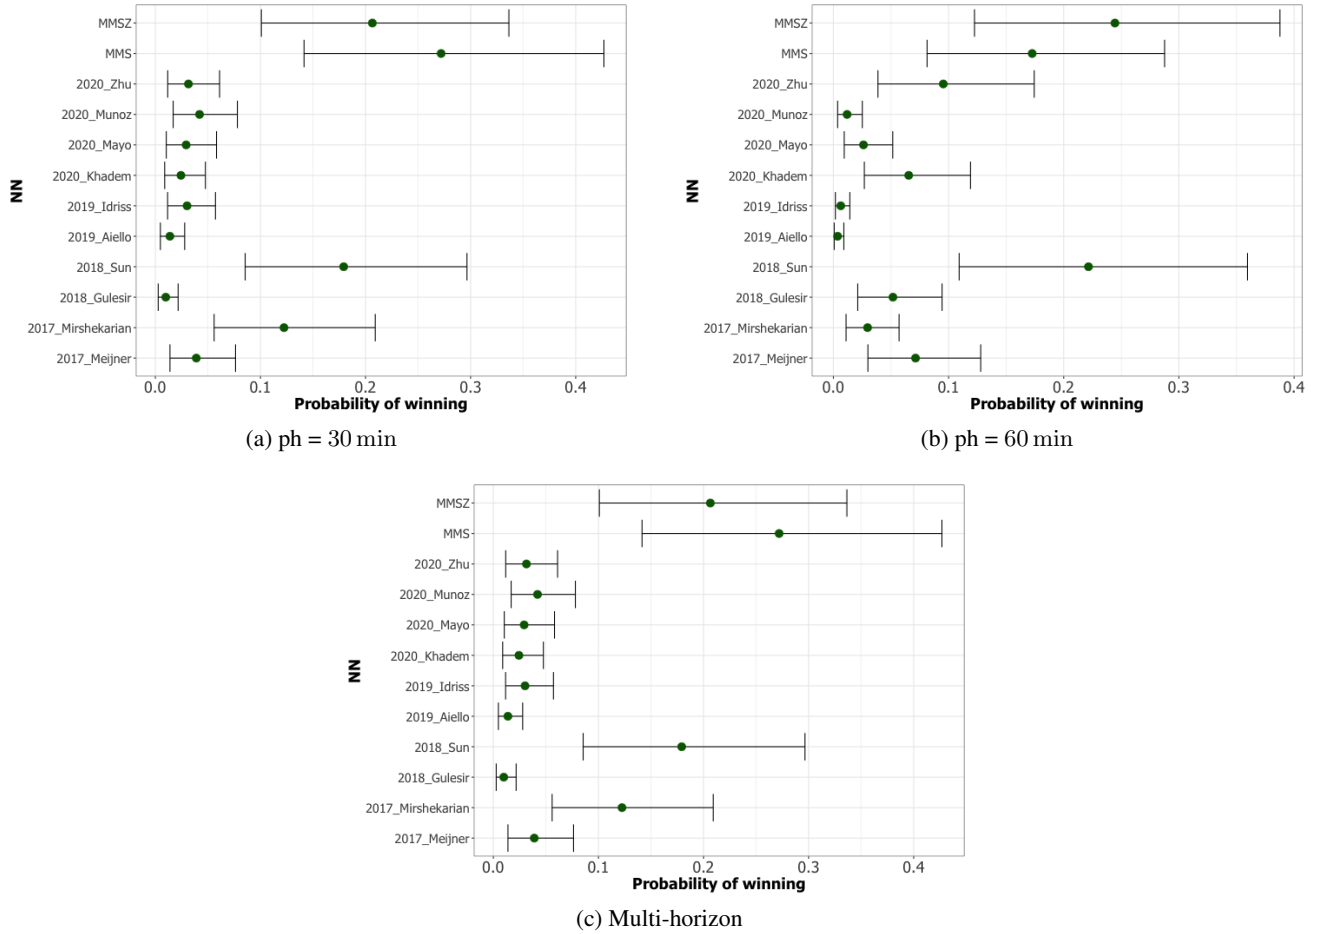 MMSZ
MMS
2020_Zhu
2020_Munoz
2020_Mayo
2020_Khadem
2019_Idriss
2019_Aiello
2018_Sun
2018_Gulesir
2017_Mirshekarian
2017_Meijner
NN
0.0 0.1 0.2 0.3 0.4
Probability of winning
(a) ph = 30 min
MMSZ
MMS
2020_Zhu
2020_Munoz
2020_Mayo
2020_Khadem
2019_Idriss
2019_Aiello
2018_Sun
2018_Gulesir
2017_Mirshekarian
2017_Meijner
NN
0.0 0.1 0.2 0.3 0.4
Probability of winning
(b) ph = 60 min
MMSZ
MMS
2020_Zhu
2020_Munoz
2020_Mayo
2020_Khadem
2019_Idriss
2019_Aiello
2018_Sun
2018_Gulesir
2017_Mirshekarian
2017_Meijner
NN
0.0 0.1 0.2 0.3 0.4
Probability of winning
(c) Multi-horizon